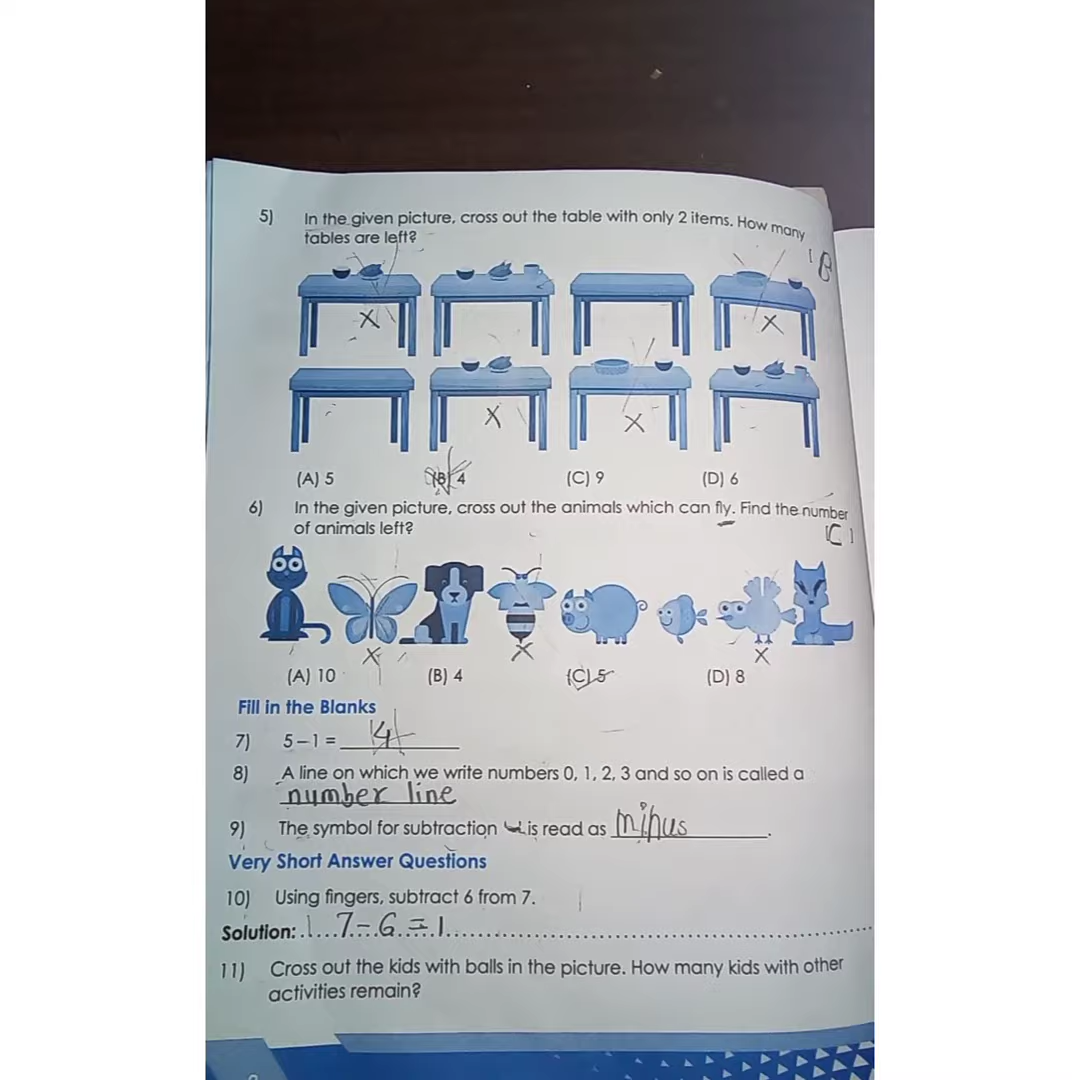 5) In the given picture, cross out the table with only 2 items. How many
tables are left?
B
X
X
X
X
(A) 5 (B) 4 (C) 9 (D) 6
6) In the given picture, cross out the animals which can fly. Find the number
of animals left?
C
X
X
X
(A) 10 (B) 4 (C) 5 (D) 8
Fill in the Blanks
7) 5 – 1 = 4
8) A line on which we write numbers 0, 1, 2, 3 and so on is called a
number line
9) The symbol for subtraction is read as minus.
Very Short Answer Questions
10) Using fingers, subtract 6 from 7.
Solution: 7 - 6 = 1
11) Cross out the kids with balls in the picture. How many kids with other
activities remain?